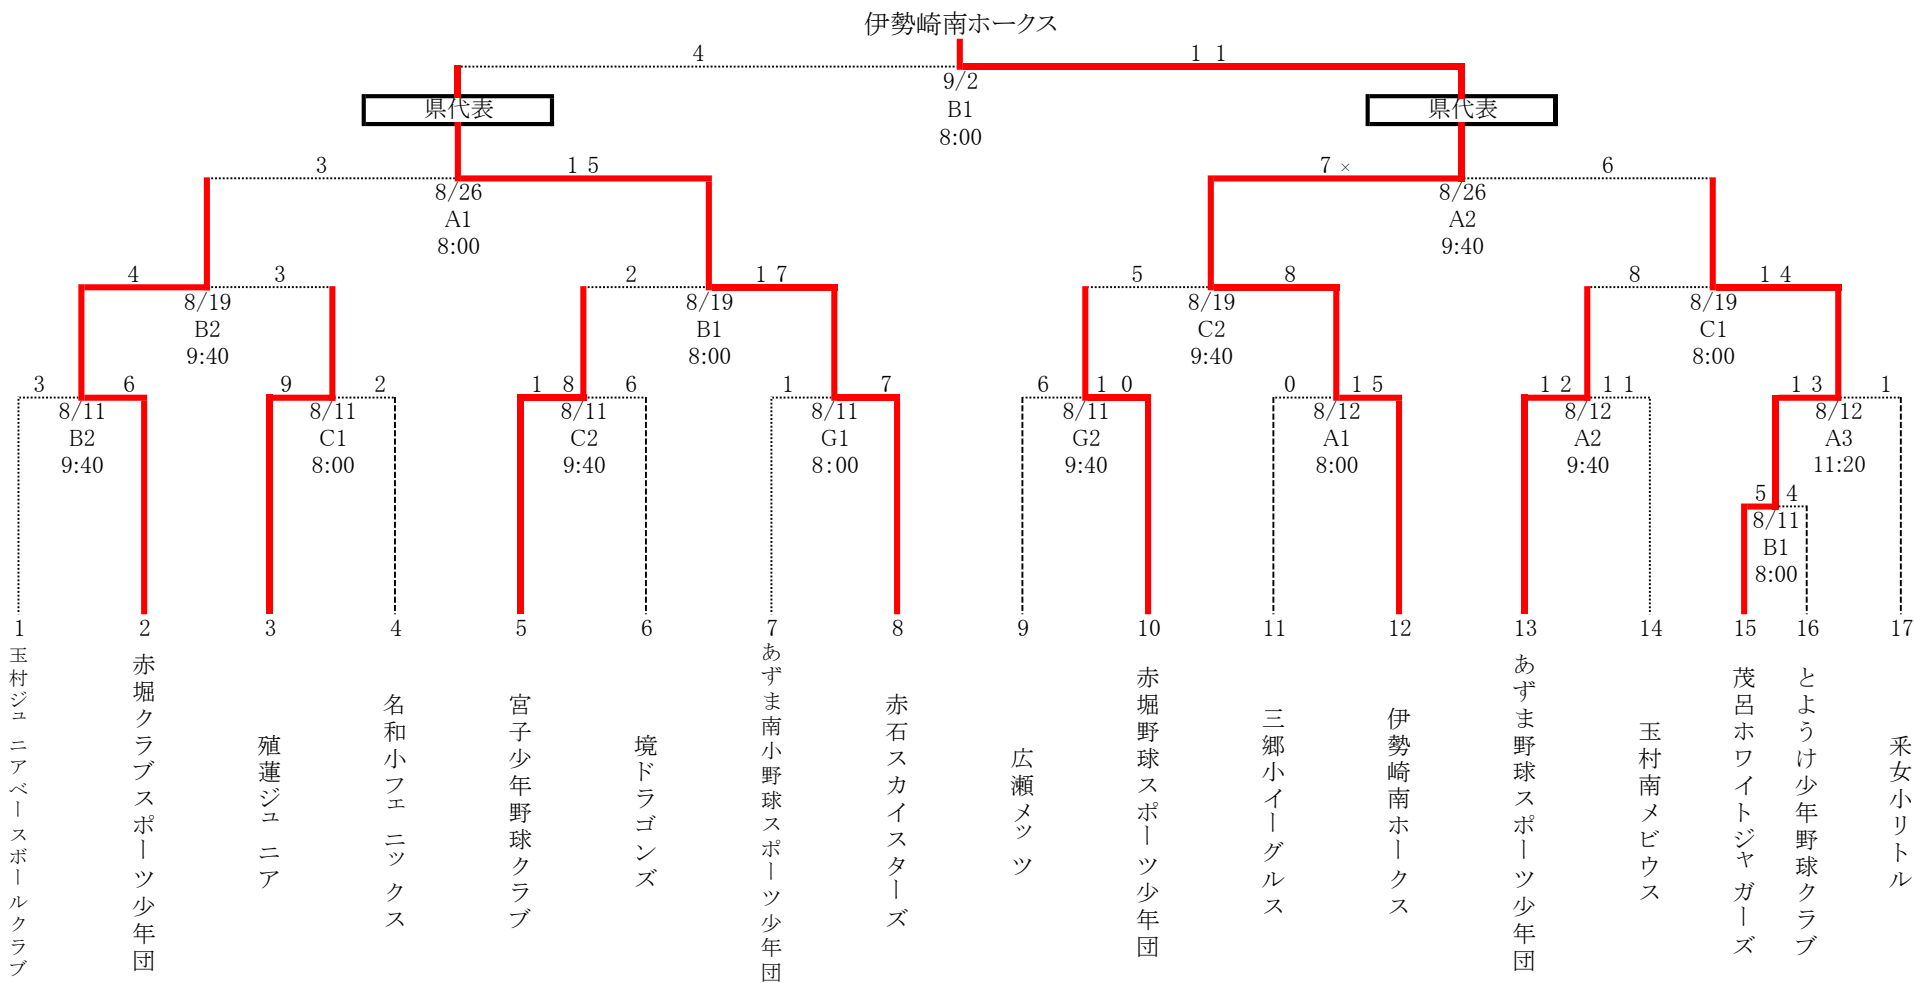 伊勢崎南ホークス
4
１１
9/2
B1
8:00
県代表
県代表
3
１５
8/26
A1
8:00
7 ×
6
8/26
A2
9:40
4
3
8/19
B2
9:40
2
１７
8/19
B1
8:00
5
8
8/19
C2
9:40
8
１４
8/19
C1
8:00
3
6
8/11
B2
9:40
9
2
8/11
C1
8:00
１８
6
8/11
C2
9:40
1
7
8/11
G1
8:00
6
１０
8/11
G2
9:40
0
１５
8/12
A1
8:00
１２
１１
8/12
A2
9:40
１３
1
8/12
A3
11:20
5
4
8/11
B1
8:00
1
2
3
4
5
6
7
8
9
10
11
12
13
14
15
16
17
玉村ジュニアベースボールクラブ
赤堀クラブスポーツ少年団
殖蓮ジュニア
名和小フェニックス
宮子少年野球クラブ
境ドラゴンズ
あずま南小野球スポーツ少年団
赤石スカイスターズ
広瀬メッツ
赤堀野球スポーツ少年団
三郷小イーグルス
伊勢崎南ホークス
あずま野球スポーツ少年団
玉村南メビウス
茂呂ホワイトジャガーズ
とようけ少年野球クラブ
采女小リトル